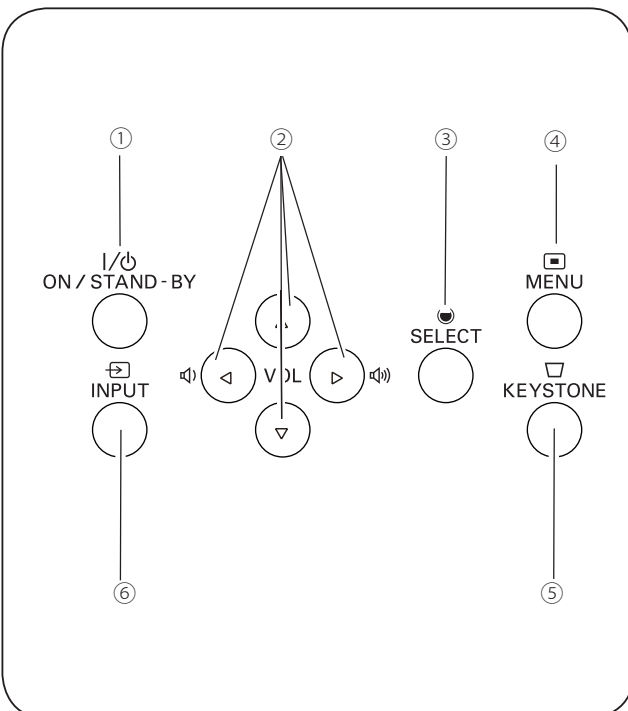 ① ② ③ ④
I/⏻
ON / STAND-BY
MENU
SELECT
INPUT
VOL
KEYSTONE
⑥ ⑤